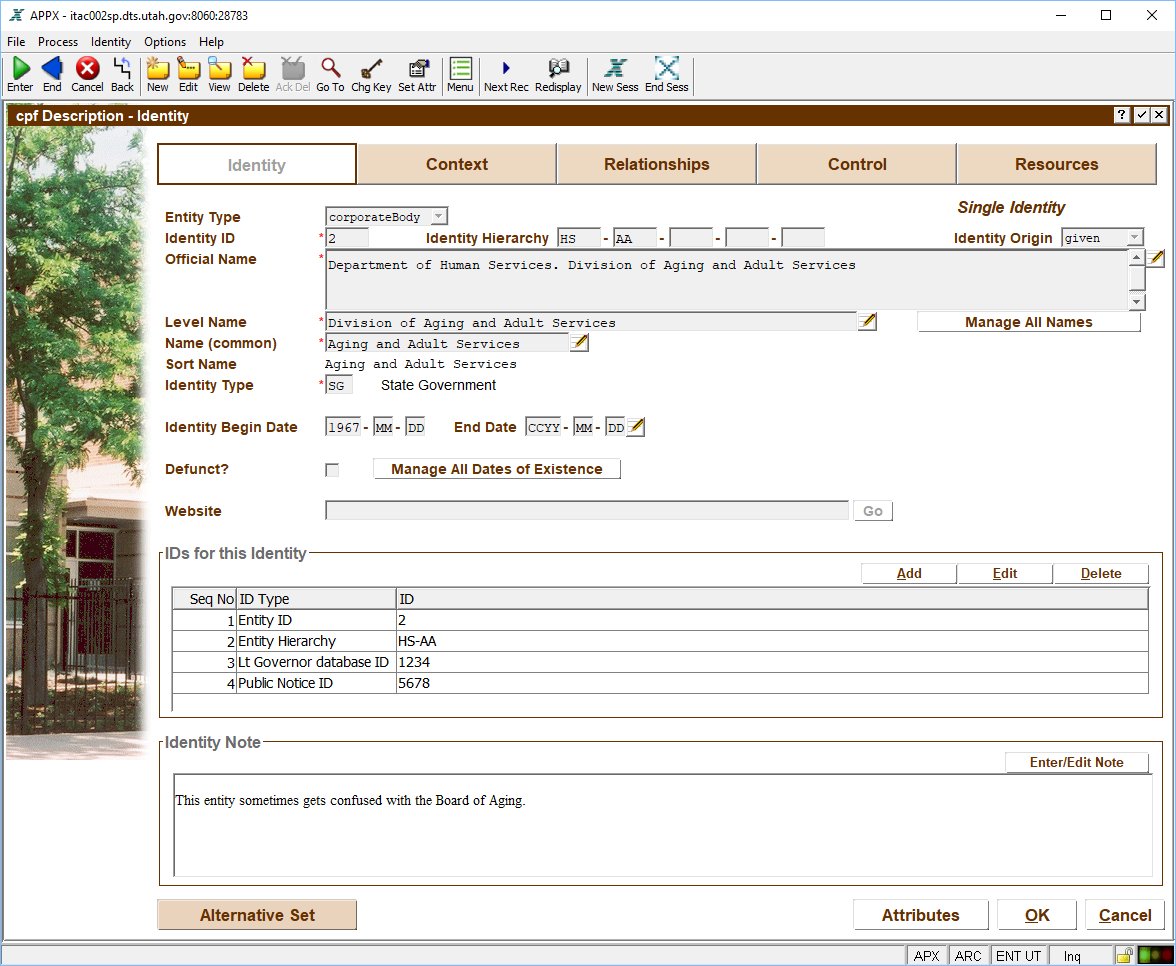 APPX - itac002sp.dts.utah.gov:8060:28783
File Process Identity Options Help
Enter End Cancel Back New Edit View Delete Ack Del Go To Chg Key Set Attr Menu Next Rec Redisplay New Sess End Sess
cpf Description - Identity ?
Identity Context Relationships Control Resources
Single Identity
Entity Type corporateBody
Identity ID *2 Identity Hierarchy HS - AA - - - Identity Origin given
Official Name * Department of Human Services. Division of Aging and Adult Services
Level Name * Division of Aging and Adult Services Manage All Names
Name (common) * Aging and Adult Services
Sort Name Aging and Adult Services
Identity Type * SG State Government
Identity Begin Date 1967 - MM - DD End Date CCYY - MM - DD
Defunct? Manage All Dates of Existence
Website Go
IDs for this Identity
Add Edit Delete
Seq No ID Type ID
1 Entity ID 2
2 Entity Hierarchy HS-AA
3 Lt Governor database ID 1234
4 Public Notice ID 5678
Identity Note
Enter/Edit Note
This entity sometimes gets confused with the Board of Aging.
Alternative Set Attributes OK Cancel
APX ARC ENT UT Inq